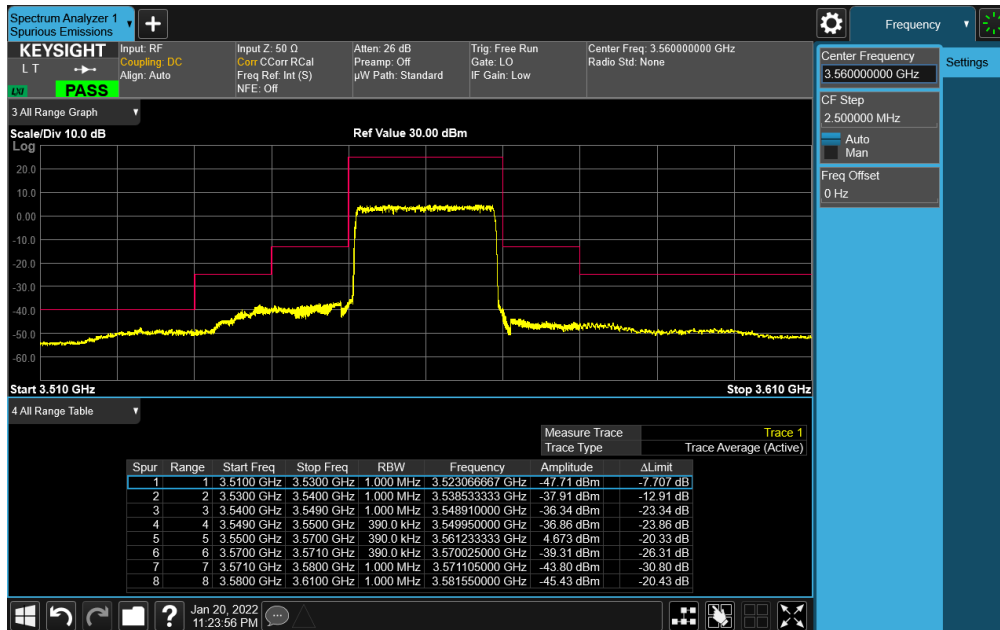 Spectrum Analyzer 1
Spurious Emissions
Frequency
KEYSIGHT
Input: RF
Input Z: 50 Ω
Atten: 26 dB
Trig: Free Run
Center Freq: 3.560000000 GHz
Coupling: DC
Corr CCorr RCal
Preamp: Off
Gate: LO
Radio Std: None
L T
Align: Auto
Freq Ref: Int (S)
µW Path: Standard
IF Gain: Low
LXI
PASS
NFE: Off
Center Frequency
3.560000000 GHz
Settings
CF Step
2.500000 MHz
Auto
Man
Freq Offset
0 Hz
3 All Range Graph
Scale/Div 10.0 dB
Ref Value 30.00 dBm
Log
20.0
10.0
0.00
-10.0
-20.0
-30.0
-40.0
-50.0
-60.0
Start 3.510 GHz
Stop 3.610 GHz
4 All Range Table
Measure Trace Trace 1
Trace Type Trace Average (Active)
Spur Range Start Freq Stop Freq RBW Frequency Amplitude ΔLimit
1 1 3.5100 GHz 3.5300 GHz 1.000 MHz 3.523066667 GHz -47.71 dBm -7.707 dB
2 2 3.5300 GHz 3.5400 GHz 1.000 MHz 3.538533333 GHz -37.91 dBm -12.91 dB
3 3 3.5400 GHz 3.5490 GHz 1.000 MHz 3.548910000 GHz -36.34 dBm -23.34 dB
4 4 3.5490 GHz 3.5500 GHz 390.0 kHz 3.549950000 GHz -36.86 dBm -23.86 dB
5 5 3.5500 GHz 3.5700 GHz 390.0 kHz 3.561233333 GHz 4.673 dBm -20.33 dB
6 6 3.5700 GHz 3.5710 GHz 390.0 kHz 3.570025000 GHz -39.31 dBm -26.31 dB
7 7 3.5710 GHz 3.5800 GHz 1.000 MHz 3.571105000 GHz -43.80 dBm -30.80 dB
8 8 3.5800 GHz 3.6100 GHz 1.000 MHz 3.581550000 GHz -45.43 dBm -20.43 dB
?
Jan 20, 2022
11:23:56 PM